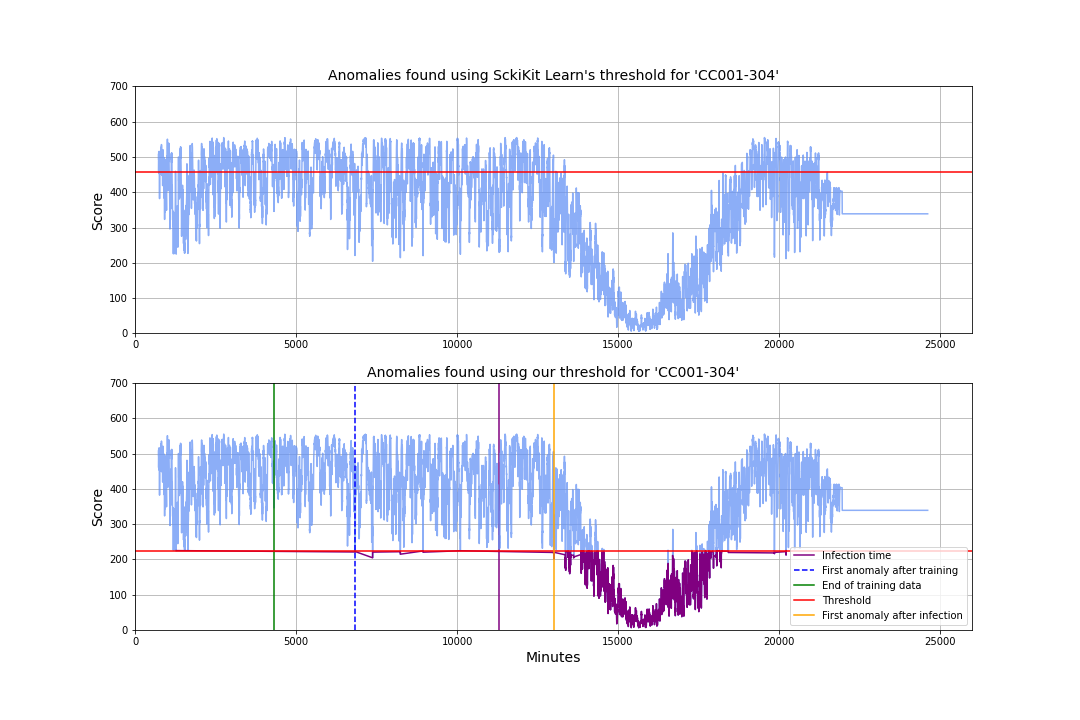 Anomalies found using SckiKit Learn's threshold for 'CC001-304'
700
600
500
400
300
200
100
0
Score
0 5000 10000 15000 20000 25000
Anomalies found using our threshold for 'CC001-304'
700
600
500
400
300
200
100
0
Score
Infection time
First anomaly after training
End of training data
Threshold
First anomaly after infection
0 5000 10000 15000 20000 25000
Minutes